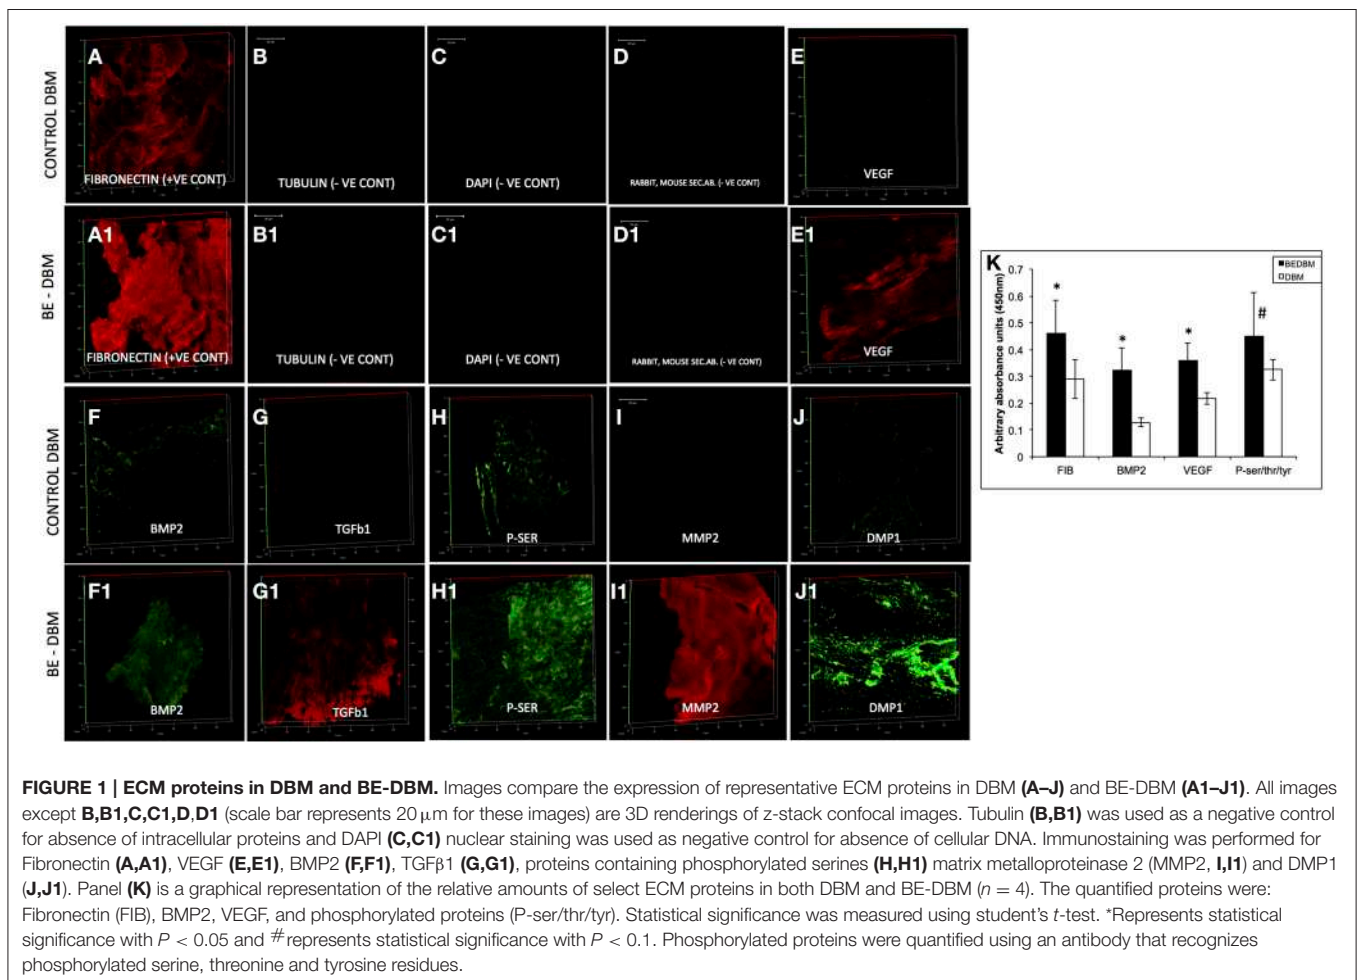 CONTROL DBM
A
FIBRONECTIN (+VE CONT)
B
TUBULIN (- VE CONT)
C
DAPI (- VE CONT)
D
RABBIT, MOUSE SEC.AB. (- VE CONT)
E
VEGF
BE - DBM
A1
FIBRONECTIN (+VE CONT)
B1
TUBULIN (- VE CONT)
C1
DAPI (- VE CONT)
D1
RABBIT, MOUSE SEC.AB. (- VE CONT)
E1
VEGF
CONTROL DBM
F
BMP2
G
TGFb1
H
P-SER
I
MMP2
J
DMP1
BE - DBM
F1
BMP2
G1
TGFb1
H1
P-SER
I1
MMP2
J1
DMP1
K
Arbitrary absorbance units (450nm)
0.7
0.6
0.5
0.4
0.3
0.2
0.1
0
BEDBM
DBM
*
*
*
#
FIB
BMP2
VEGF
P-ser/thr/tyr
FIGURE 1 | ECM proteins in DBM and BE-DBM. Images compare the expression of representative ECM proteins in DBM (A–J) and BE-DBM (A1–J1). All images
except B,B1,C,C1,D,D1 (scale bar represents 20 μm for these images) are 3D renderings of z-stack confocal images. Tubulin (B,B1) was used as a negative control
for absence of intracellular proteins and DAPI (C,C1) nuclear staining was used as negative control for absence of cellular DNA. Immunostaining was performed for
Fibronectin (A,A1), VEGF (E,E1), BMP2 (F,F1), TGFβ1 (G,G1), proteins containing phosphorylated serines (H,H1) matrix metalloproteinase 2 (MMP2, I,I1) and DMP1
(J,J1). Panel (K) is a graphical representation of the relative amounts of select ECM proteins in both DBM and BE-DBM (n = 4). The quantified proteins were:
Fibronectin (FIB), BMP2, VEGF, and phosphorylated proteins (P-ser/thr/tyr). Statistical significance was measured using student's t-test. *Represents statistical
significance with P < 0.05 and #represents statistical significance with P < 0.1. Phosphorylated proteins were quantified using an antibody that recognizes
phosphorylated serine, threonine and tyrosine residues.